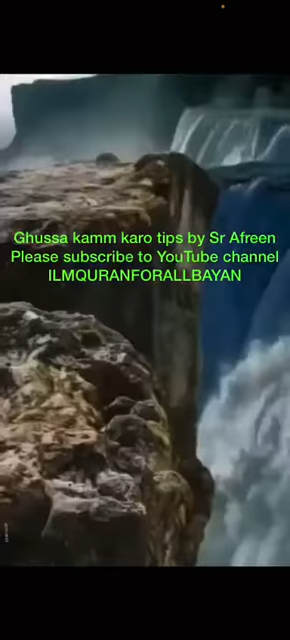 Ghussa kamm karo tips by Sr Afreen
Please subscribe to YouTube channel
ILMQURANFORALLBAYAN